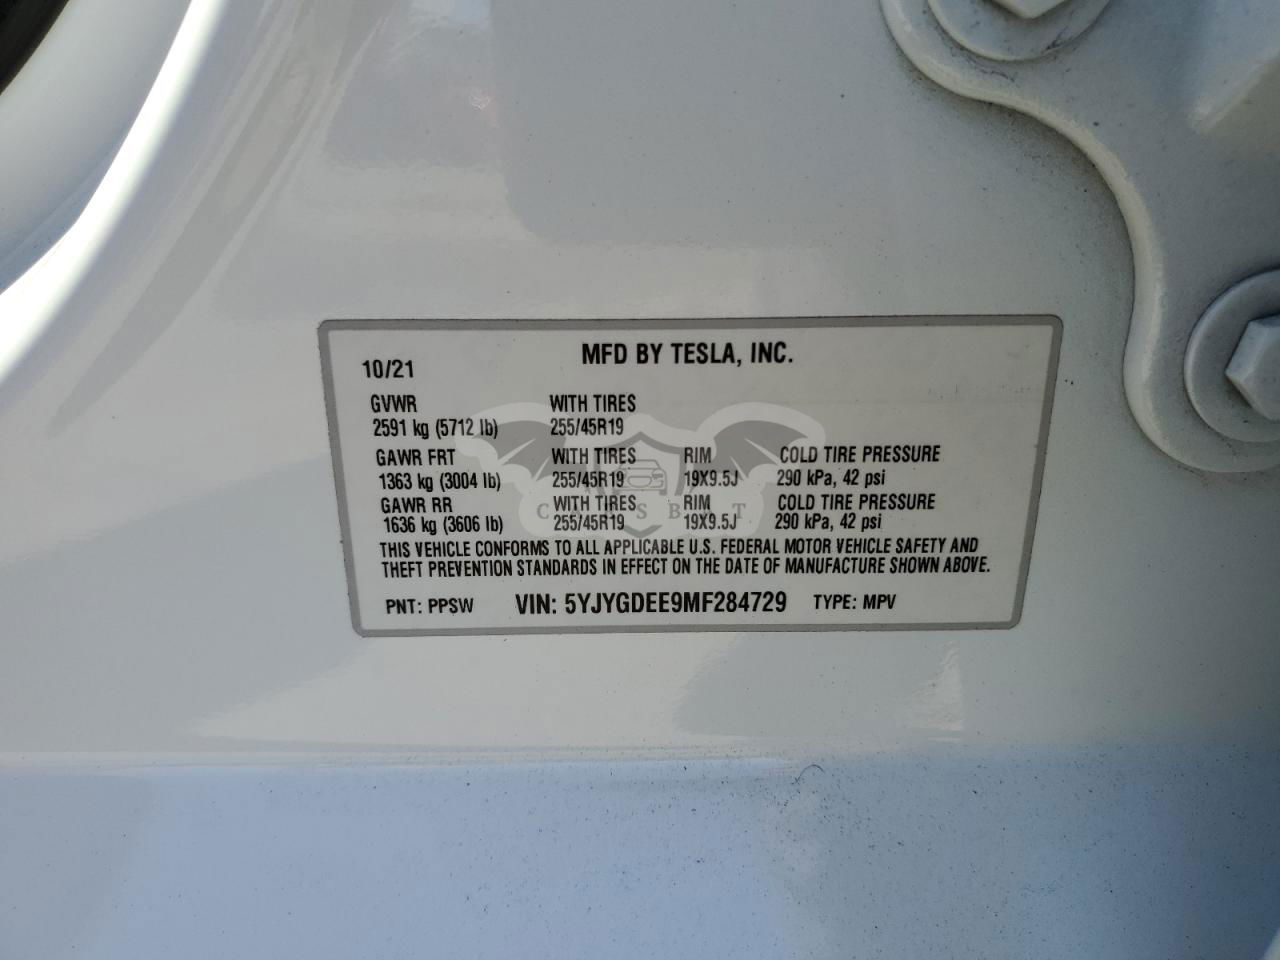 MFD BY TESLA, INC.
10/21
GVWR WITH TIRES
2591 kg (5712 lb) 255/45R19
GAWR FRT WITH TIRES RIM COLD TIRE PRESSURE
1363 kg (3004 lb) 255/45R19 19X9.5J 290 kPa, 42 psi
GAWR RR WITH TIRES RIM COLD TIRE PRESSURE
1636 kg (3606 lb) 255/45R19 19X9.5J 290 kPa, 42 psi
CARSBAT
THIS VEHICLE CONFORMS TO ALL APPLICABLE U.S. FEDERAL MOTOR VEHICLE SAFETY AND
THEFT PREVENTION STANDARDS IN EFFECT ON THE DATE OF MANUFACTURE SHOWN ABOVE.
PNT: PPSW VIN: 5YJYGDEE9MF284729 TYPE: MPV